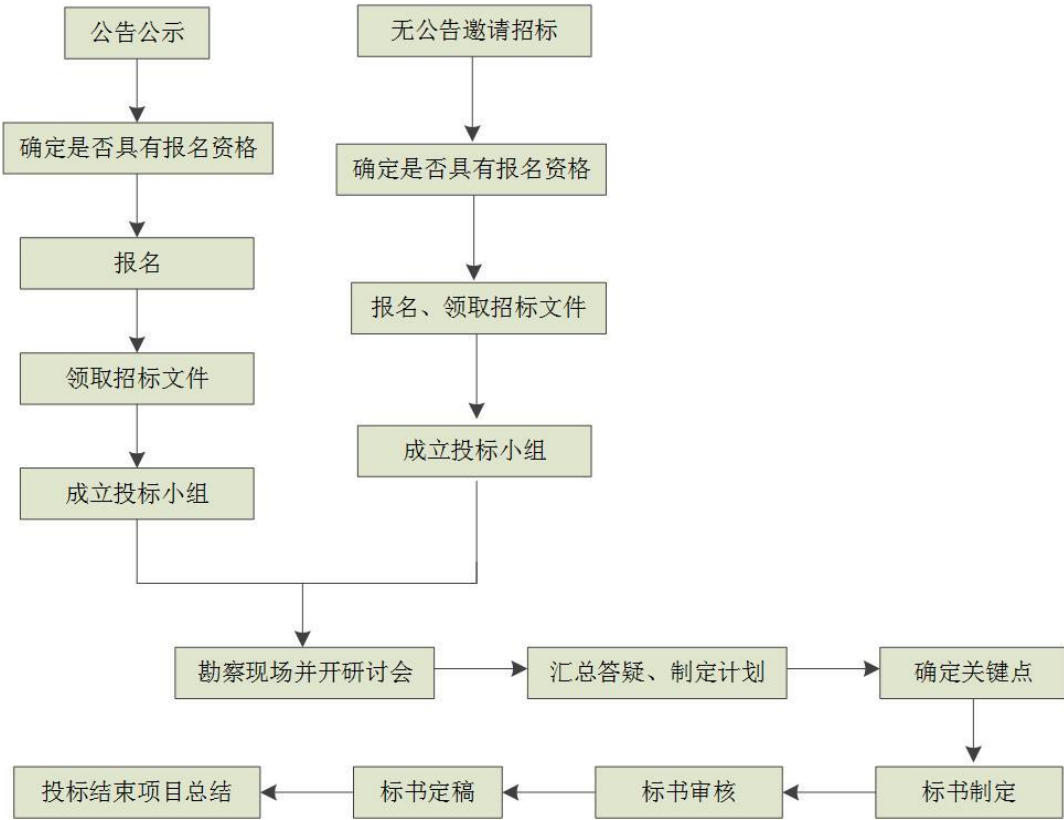 公告公示
无公告邀请招标
确定是否具有报名资格
确定是否具有报名资格
报名
报名、领取招标文件
领取招标文件
成立投标小组
成立投标小组
勘察现场并开研讨会
汇总答疑、制定计划
确定关键点
投标结束项目总结
标书定稿
标书审核
标书制定